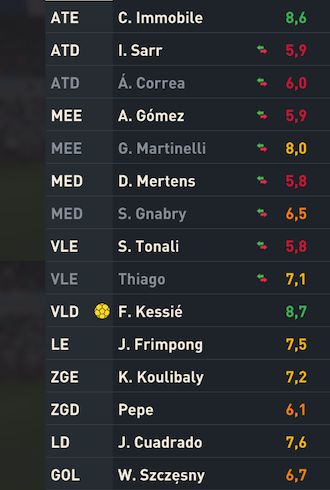 ATE C. Immobile 8,6
ATD I. Sarr 5,9
ATD Á. Correa 6,0
MEE A. Gómez 5,9
MEE G. Martinelli 8,0
MED D. Mertens 5,8
MED S. Gnabry 6,5
VLE S. Tonali 5,8
VLE Thiago 7,1
VLD F. Kessié 8,7
LE J. Frimpong 7,5
ZGE K. Koulibaly 7,2
ZGD Pepe 6,1
LD J. Cuadrado 7,6
GOL W. Szczęsny 6,7